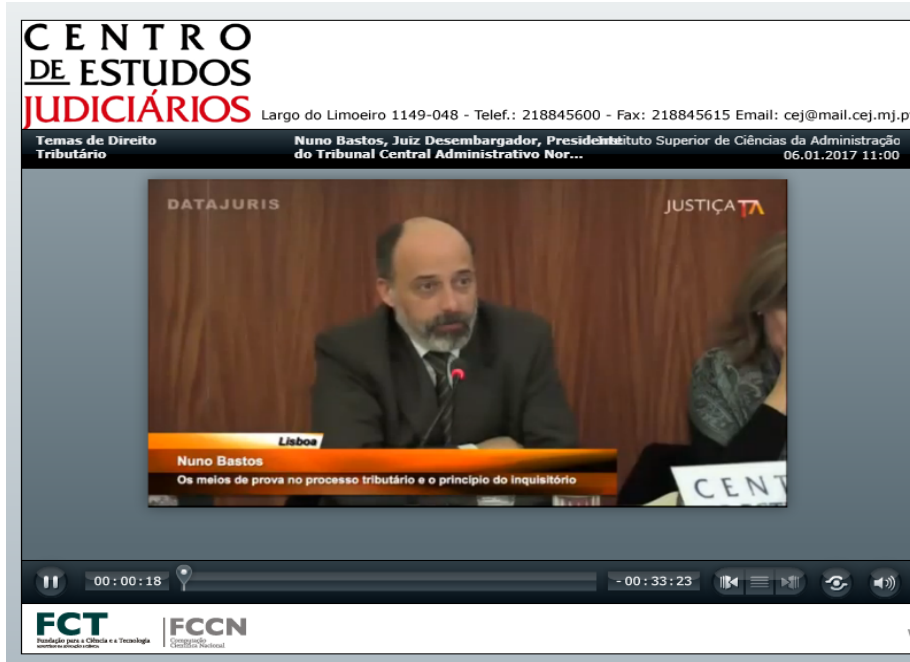 CENTRO
DE ESTUDOS
JUDICIÁRIOS
Largo do Limoeiro 1149-048 - Telef.: 218845600 - Fax: 218845615 Email: cej@mail.cej.mj.p
Temas de Direito
Tributário
Nuno Bastos, Juiz Desembargador, Presidente
do Tribunal Central Administrativo Nor...
Superior de Ciências da Administração
06.01.2017 11:00
DATAJURIS
JUSTIÇA TA
Lisboa
Nuno Bastos
Os meios de prova no processo tributário e o princípio do inquisitório
CENT
00:00:18
- 00:33:23
FCT
Fundação para a Ciência e a Tecnologia
FCCN
Computação
Científica Nacional